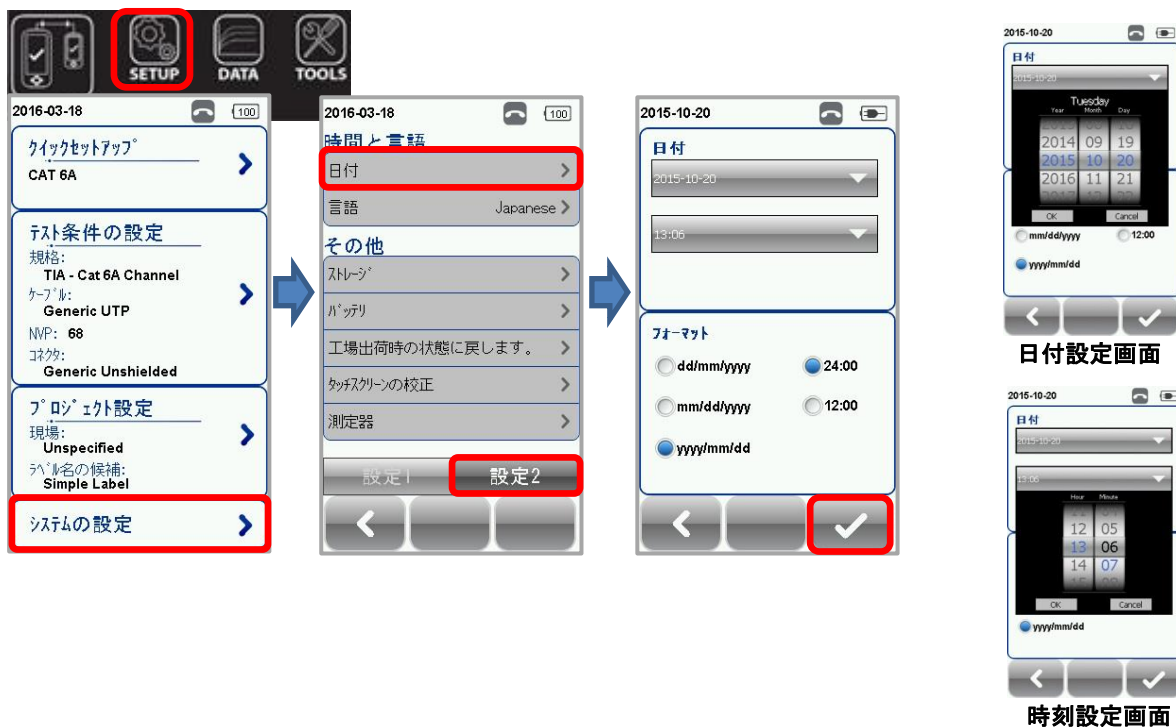 SETUP
DATA
TOOLS
2016-03-18
100
クイックセットアップ
CAT 6A
テスト条件の設定
規格:
TIA - Cat 6A Channel
ケーブル:
Generic UTP
NVP: 68
コネクタ:
Generic Unshielded
プロジェクト設定
現場:
Unspecified
ラベル名の候補:
Simple Label
システムの設定
2016-03-18
100
時間と言語
日付
言語 Japanese
その他
ストレージ
バッテリ
工場出荷時の状態に戻します。
タッチスクリーンの校正
測定器
設定1 設定2
2015-10-20
日付
2015-10-20
13:06
フォーマット
dd/mm/yyyy 24:00
mm/dd/yyyy 12:00
yyyy/mm/dd
2015-10-20
日付
2015-10-20
Tuesday
Year Month Day
2014 09 19
2015 10 20
2016 11 21
OK Cancel
mm/dd/yyyy 12:00
yyyy/mm/dd
日付設定画面
2015-10-20
日付
2015-10-20
13:06
Hour Minute
12 05
13 06
14 07
OK Cancel
yyyy/mm/dd
時刻設定画面